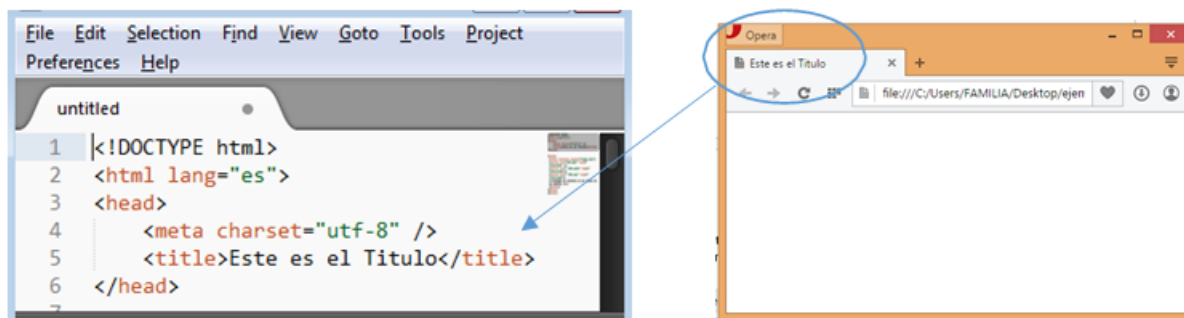 File Edit Selection Find View Goto Tools Project
Preferences Help
untitled
1 <!DOCTYPE html>
2 <html lang="es">
3 <head>
4 <meta charset="utf-8" />
5 <title>Este es el Titulo</title>
6 </head>
7
Opera
Este es el Titulo
file:///C:/Users/FAMILIA/Desktop/ejem